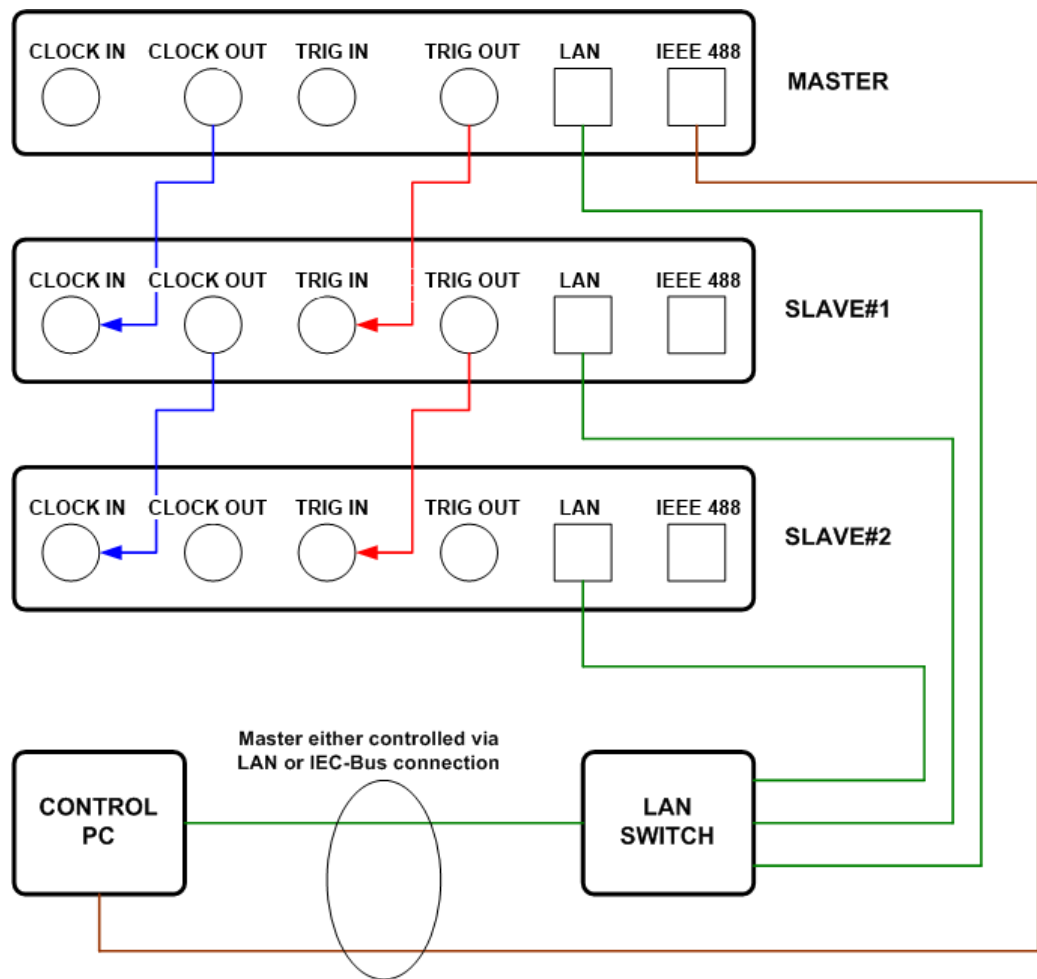 CLOCK IN CLOCK OUT TRIG IN TRIG OUT LAN IEEE 488
MASTER
CLOCK IN CLOCK OUT TRIG IN TRIG OUT LAN IEEE 488
SLAVE#1
CLOCK IN CLOCK OUT TRIG IN TRIG OUT LAN IEEE 488
SLAVE#2
Master either controlled via
LAN or IEC-Bus connection
CONTROL
PC
LAN
SWITCH